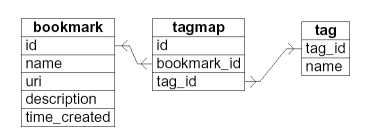 bookmark
id
name
uri
description
time_created
tagmap
id
bookmark_id
tag_id
tag
tag_id
name